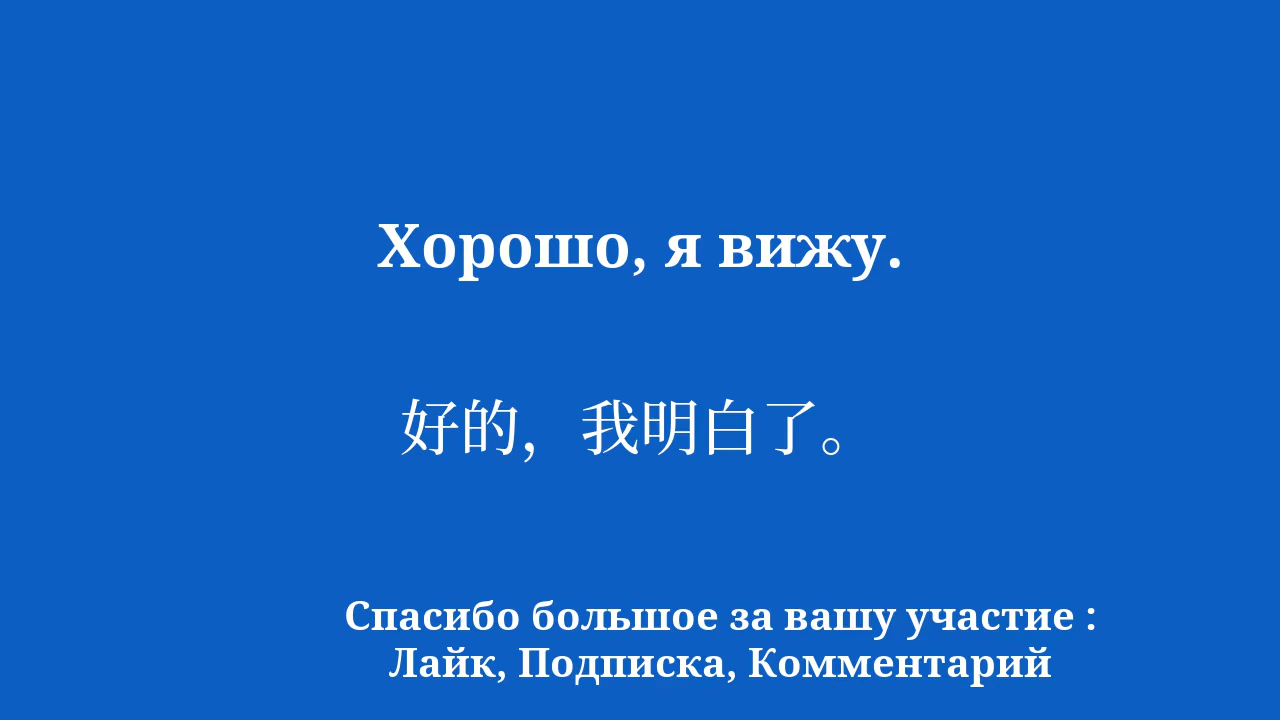 Хорошо, я вижу.
好的，我明白了。
Спасибо большое за вашу участие :
Лайк, Подписка, Комментарий